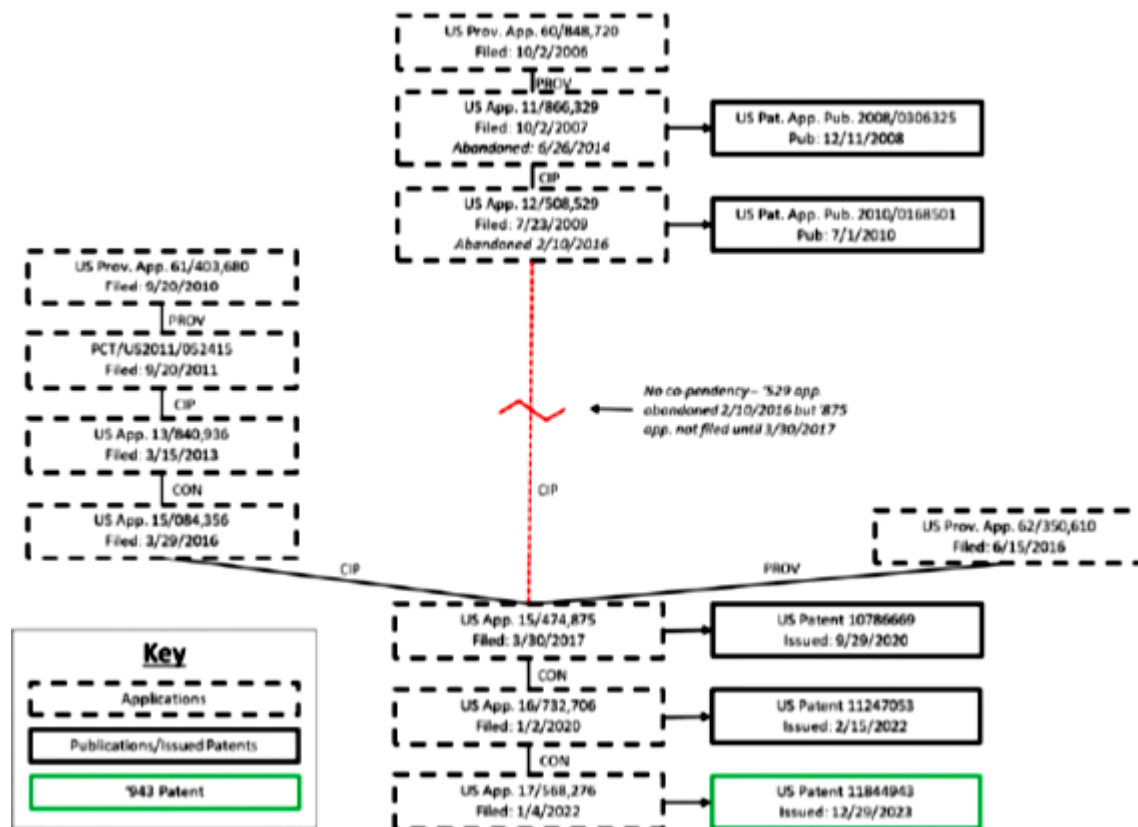 US Prov. App. 60/848,720
Filed: 10/2/2006
PROV
US App. 11/866,329
Filed: 10/2/2007
Abandoned: 6/26/2014
US Pat. App. Pub. 2008/0306325
Pub: 12/11/2008
CIP
US App. 12/508,529
Filed: 7/23/2009
Abandoned 2/10/2016
US Pat. App. Pub. 2010/0168501
Pub: 7/1/2010
US Prov. App. 61/403,680
Filed: 9/20/2010
PROV
PCT/US2011/052415
Filed: 9/20/2011
CIP
US App. 13/840,936
Filed: 3/15/2013
CON
US App. 15/084,356
Filed: 3/29/2016
No co-pendency – '529 app.
abandoned 2/10/2016 but '875
app. not filed until 3/30/2017
CIP
US Prov. App. 62/350,610
Filed: 6/15/2016
CIP
PROV
US App. 15/474,875
Filed: 3/30/2017
US Patent 10786669
Issued: 9/29/2020
CON
US App. 16/732,706
Filed: 1/2/2020
US Patent 11247053
Issued: 2/15/2022
CON
US App. 17/568,276
Filed: 1/4/2022
US Patent 11844943
Issued: 12/29/2023
Key
Applications
Publications/Issued Patents
'943 Patent